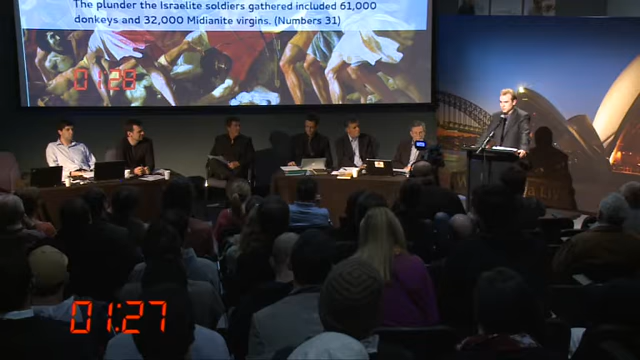 The plunder the Israelite soldiers gathered included 61,000
donkeys and 32,000 Midianite virgins. (Numbers 31)
01:28
01:27